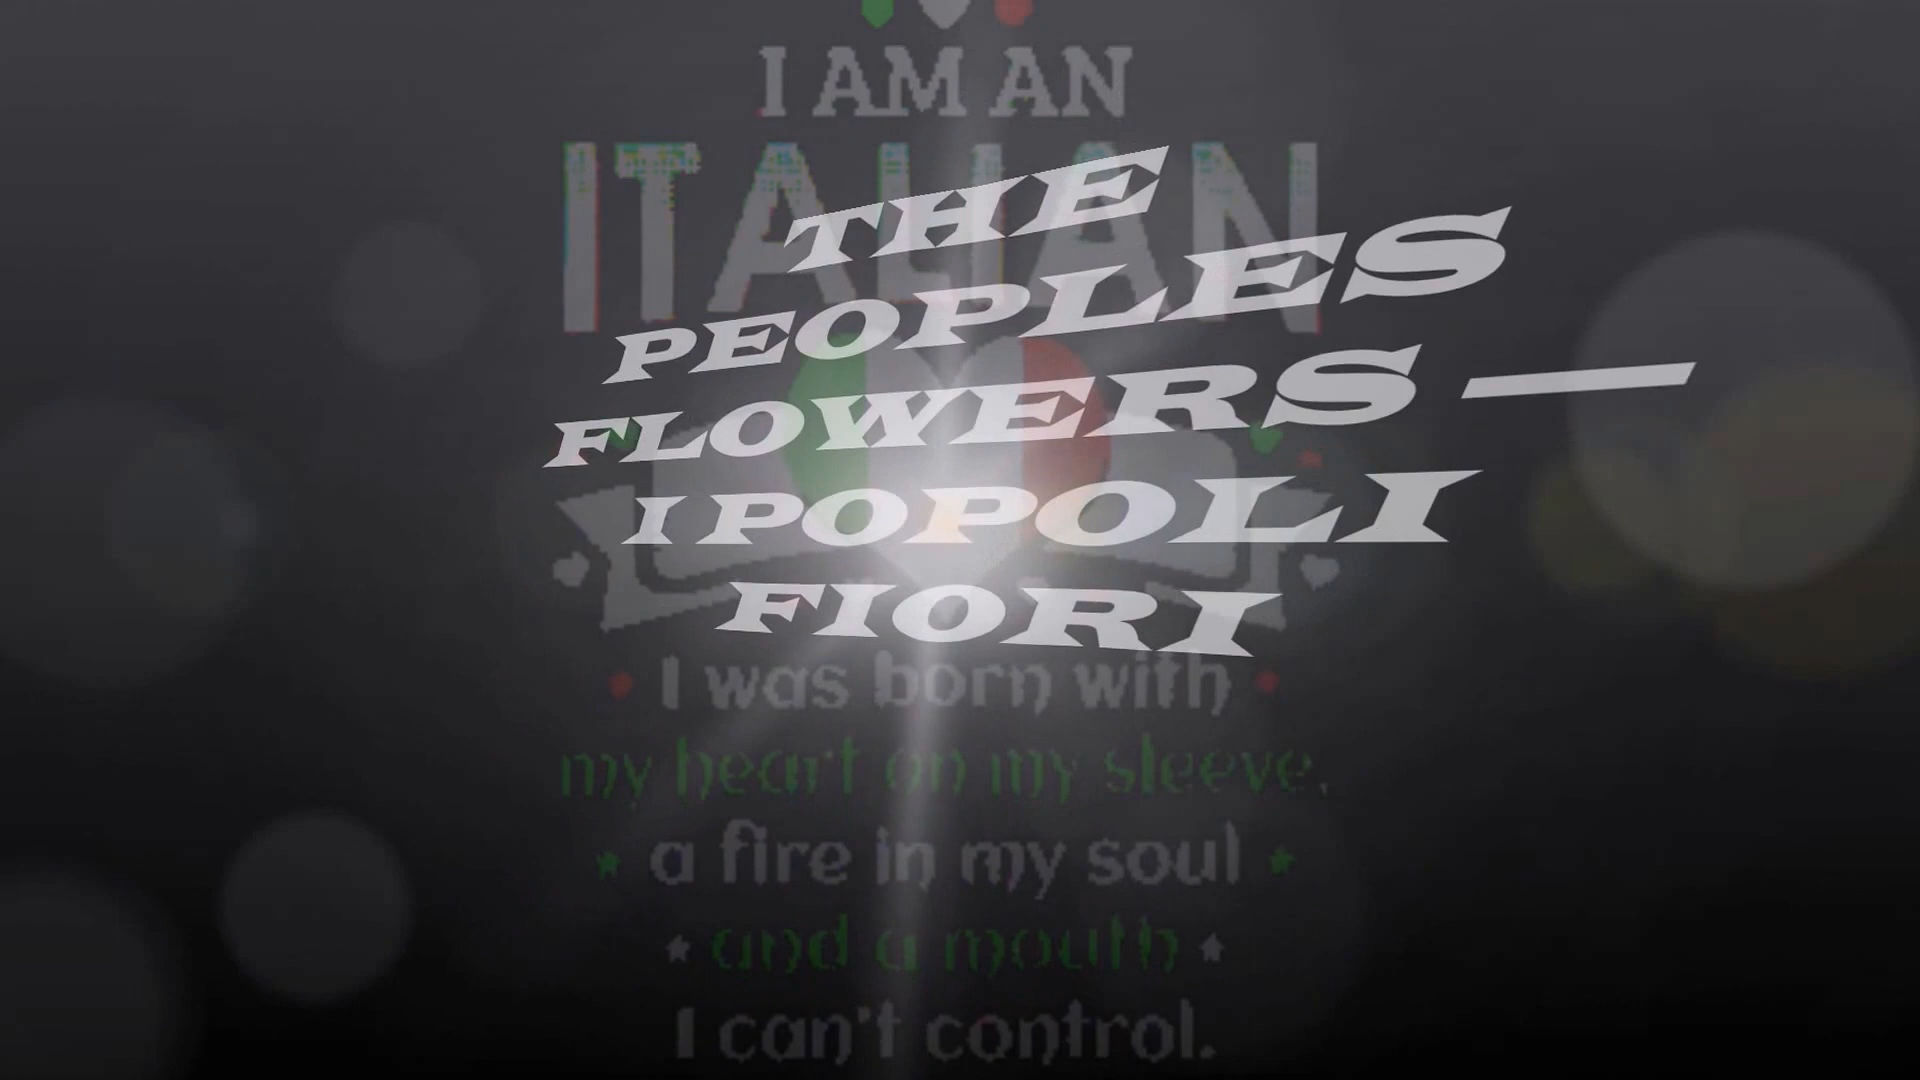 I AM AN
ITALIAN
THE
PEOPLES
FLOWERS —
I POPOLI
FIORI
I was born with
my heart on my sleeve,
a fire in my soul
and a mouth
I can't control.